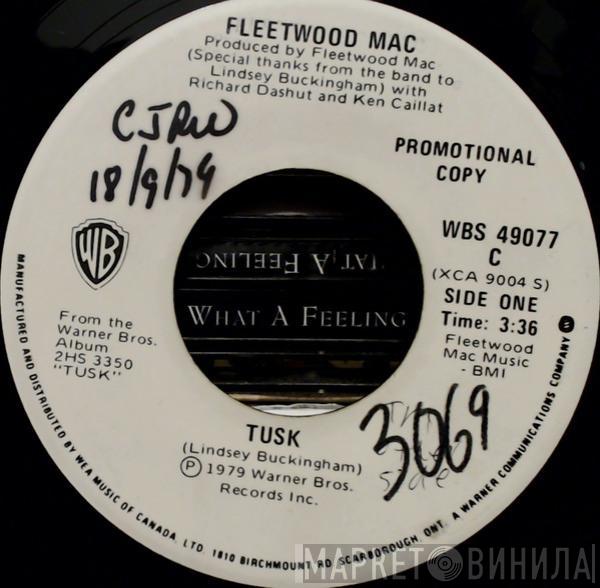 FLEETWOOD MAC
Produced by Fleetwood Mac
(Special thanks from the band to
Lindsey Buckingham) with
Richard Dashut and Ken Caillat
CJRW
18/9/79
PROMOTIONAL
COPY
WB
WBS 49077
C
(XCA 9004 S)
SIDE ONE
Time: 3:36
Fleetwood
Mac Music
- BMI
From the
Warner Bros.
Album
2HS 3350
"TUSK"
WHAT A FEELING
WHAT A FEELING
3069
TUSK
(Lindsey Buckingham)
Ⓟ 1979 Warner Bros.
Records Inc.
MANUFACTURED AND DISTRIBUTED BY WEA MUSIC OF CANADA, LTD. 1810 BIRCHMOUNT RD/SCARBOROUGH, ONT. A WARNER COMMUNICATIONS COMPANY
МАРКЕТ ВИНИЛА